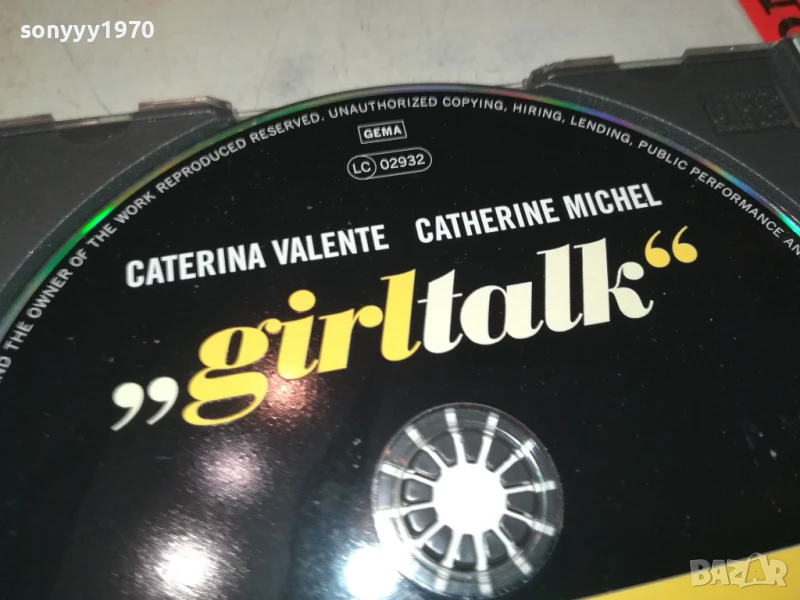 sonyyy1970
ND THE OWNER OF THE WORK REPRODUCED RESERVED. UNAUTHORIZED COPYING, HIRING, LENDING, PUBLIC PERFORMANCE AN
GEMA
LC 02932
CATERINA VALENTE CATHERINE MICHEL
„girltalk“
BAZAR